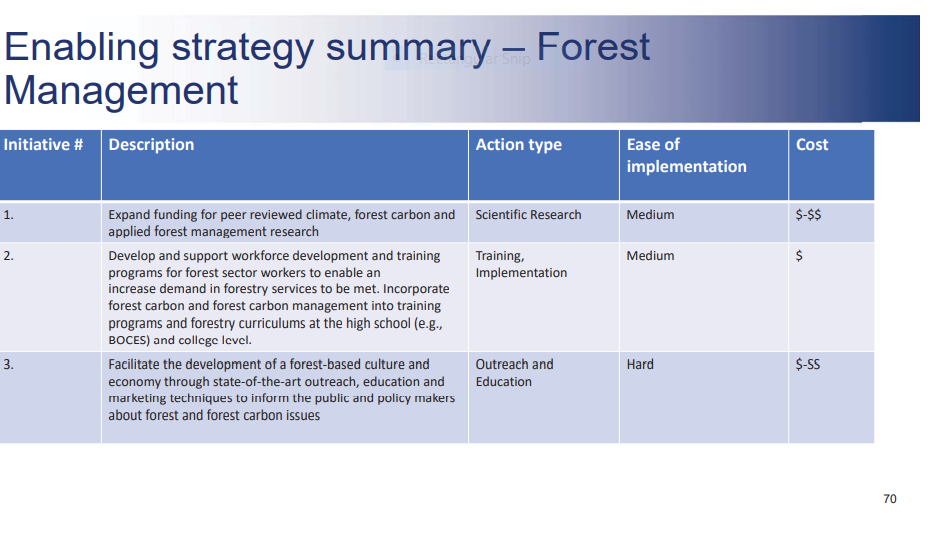 Enabling strategy summary – Forest
Management
Rectangular Snip
Initiative #
Description
Action type
Ease of
implementation
Cost
1.
Expand funding for peer reviewed climate, forest carbon and
applied forest management research
Scientific Research
Medium
$-$$
2.
Develop and support workforce development and training
programs for forest sector workers to enable an
increase demand in forestry services to be met. Incorporate
forest carbon and forest carbon management into training
programs and forestry curriculums at the high school (e.g.,
BOCES) and college level.
Training,
Implementation
Medium
$
3.
Facilitate the development of a forest-based culture and
economy through state-of-the-art outreach, education and
marketing techniques to inform the public and policy makers
about forest and forest carbon issues
Outreach and
Education
Hard
$-SS
70